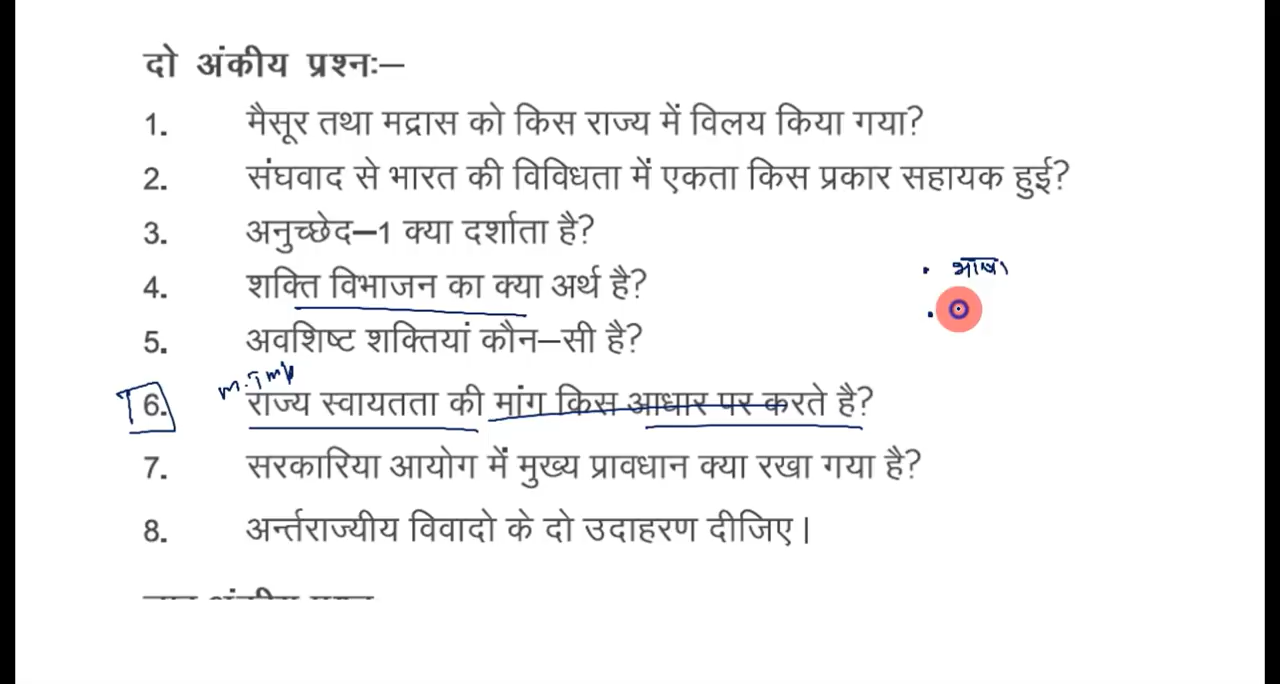 दो अंकीय प्रश्नः—
1. मैसूर तथा मद्रास को किस राज्य में विलय किया गया?
2. संघवाद से भारत की विविधता में एकता किस प्रकार सहायक हुई?
3. अनुच्छेद—1 क्या दर्शाता है?
• भाषा
4. शक्ति विभाजन का क्या अर्थ है?
5. अवशिष्ट शक्तियां कौन—सी है?
M. Imp
6. राज्य स्वायतता की मांग किस आधार पर करते है?
7. सरकारिया आयोग में मुख्य प्रावधान क्या रखा गया है?
8. अर्न्तराज्यीय विवादो के दो उदाहरण दीजिए।